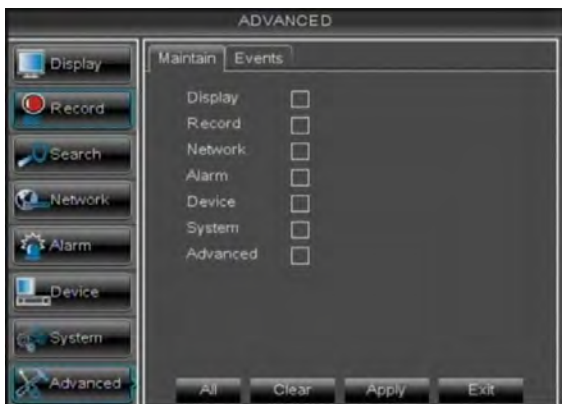 ADVANCED
Display
Record
Search
Network
Alarm
Device
System
Advanced
Maintain Events
Display
Record
Network
Alarm
Device
System
Advanced
All Clear Apply Exit